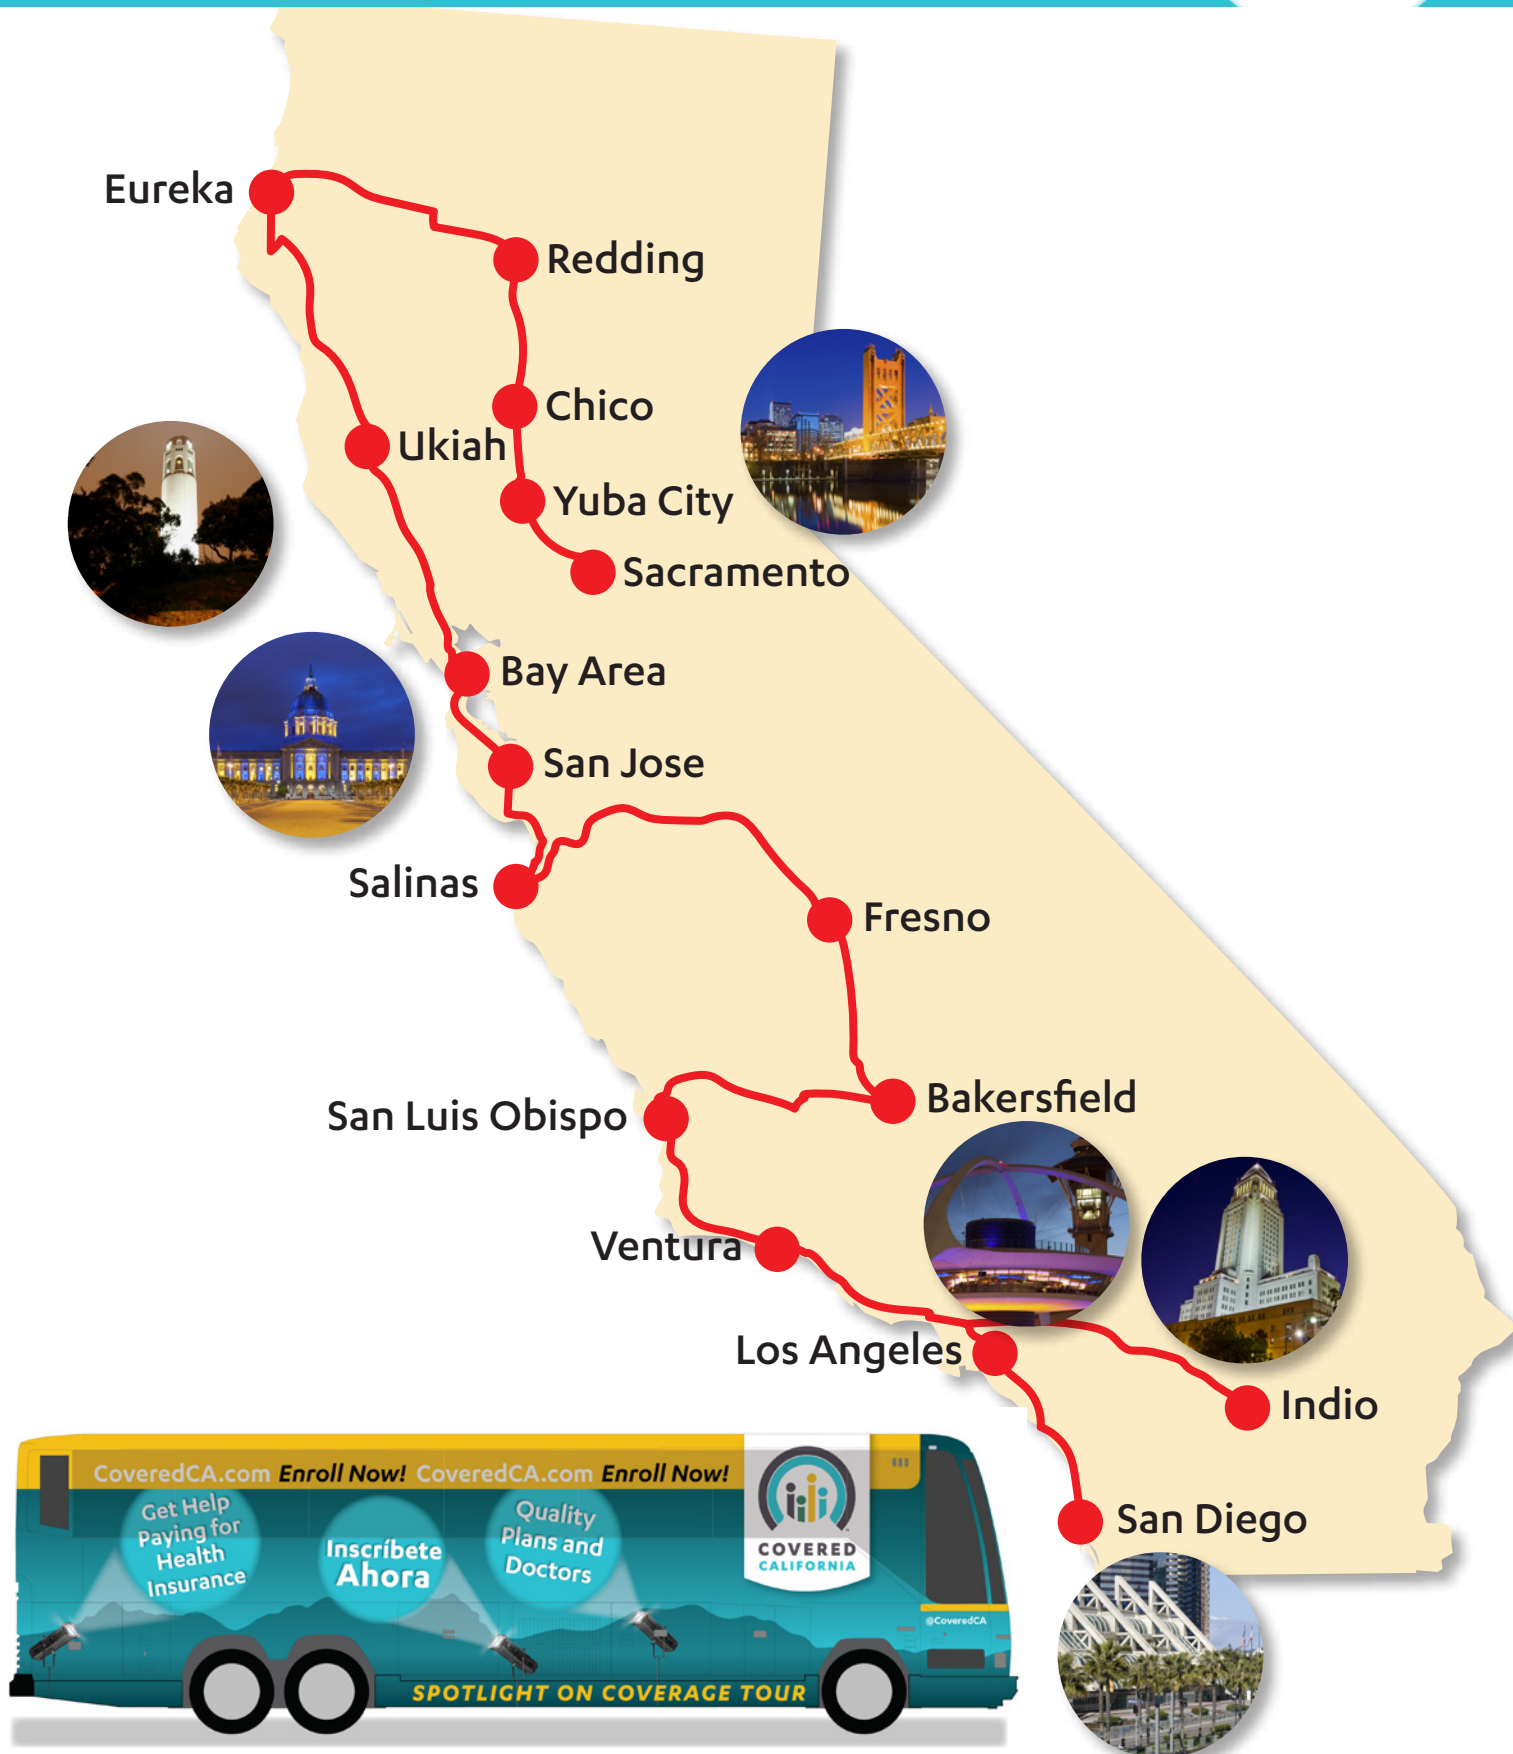 Eureka
Redding
Chico
Ukiah
Yuba City
Sacramento
Bay Area
San Jose
Salinas
Fresno
Bakersfield
San Luis Obispo
Ventura
Los Angeles
Indio
San Diego
CoveredCA.com Enroll Now! CoveredCA.com Enroll Now!
Get Help
Paying for
Health
Insurance
Inscríbete
Ahora
Quality
Plans and
Doctors
COVERED
CALIFORNIA
@CoveredCA
SPOTLIGHT ON COVERAGE TOUR